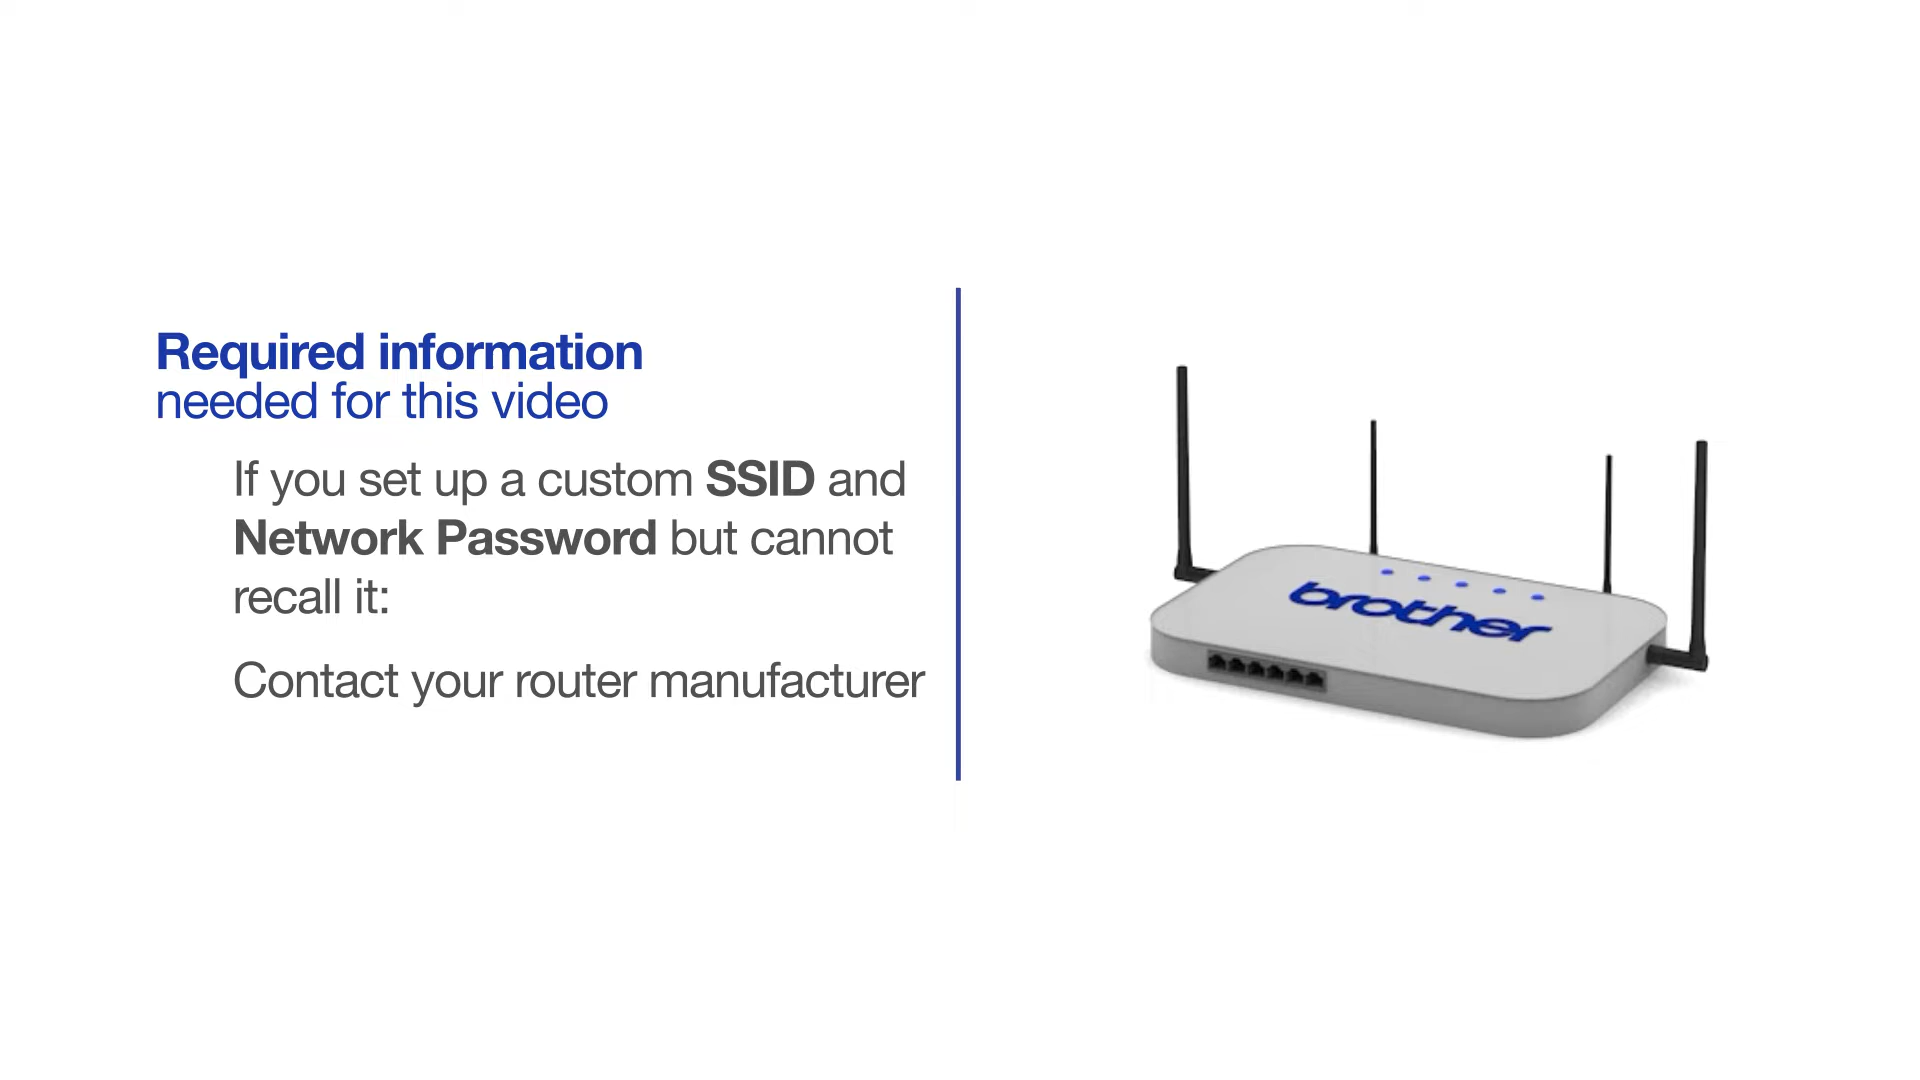 Required information
needed for this video
If you set up a custom SSID and
Network Password but cannot
recall it:
Contact your router manufacturer
brother